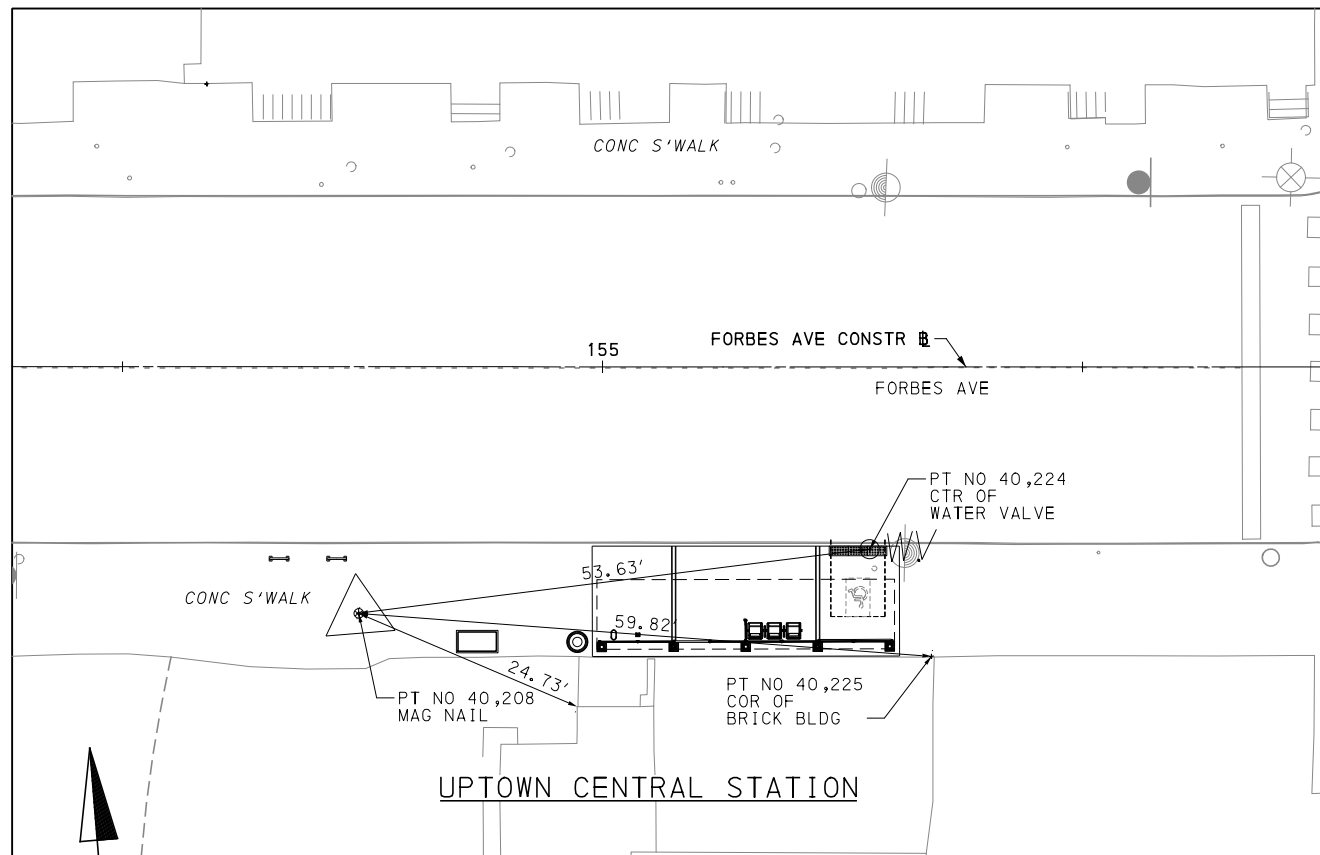 CONC S'WALK
155
FORBES AVE CONSTR ℄
FORBES AVE
PT NO 40,224
CTR OF
WATER VALVE
53.63'
CONC S'WALK
59.82'
24.73'
PT NO 40,208
MAG NAIL
PT NO 40,225
COR OF
BRICK BLDG
UPTOWN CENTRAL STATION